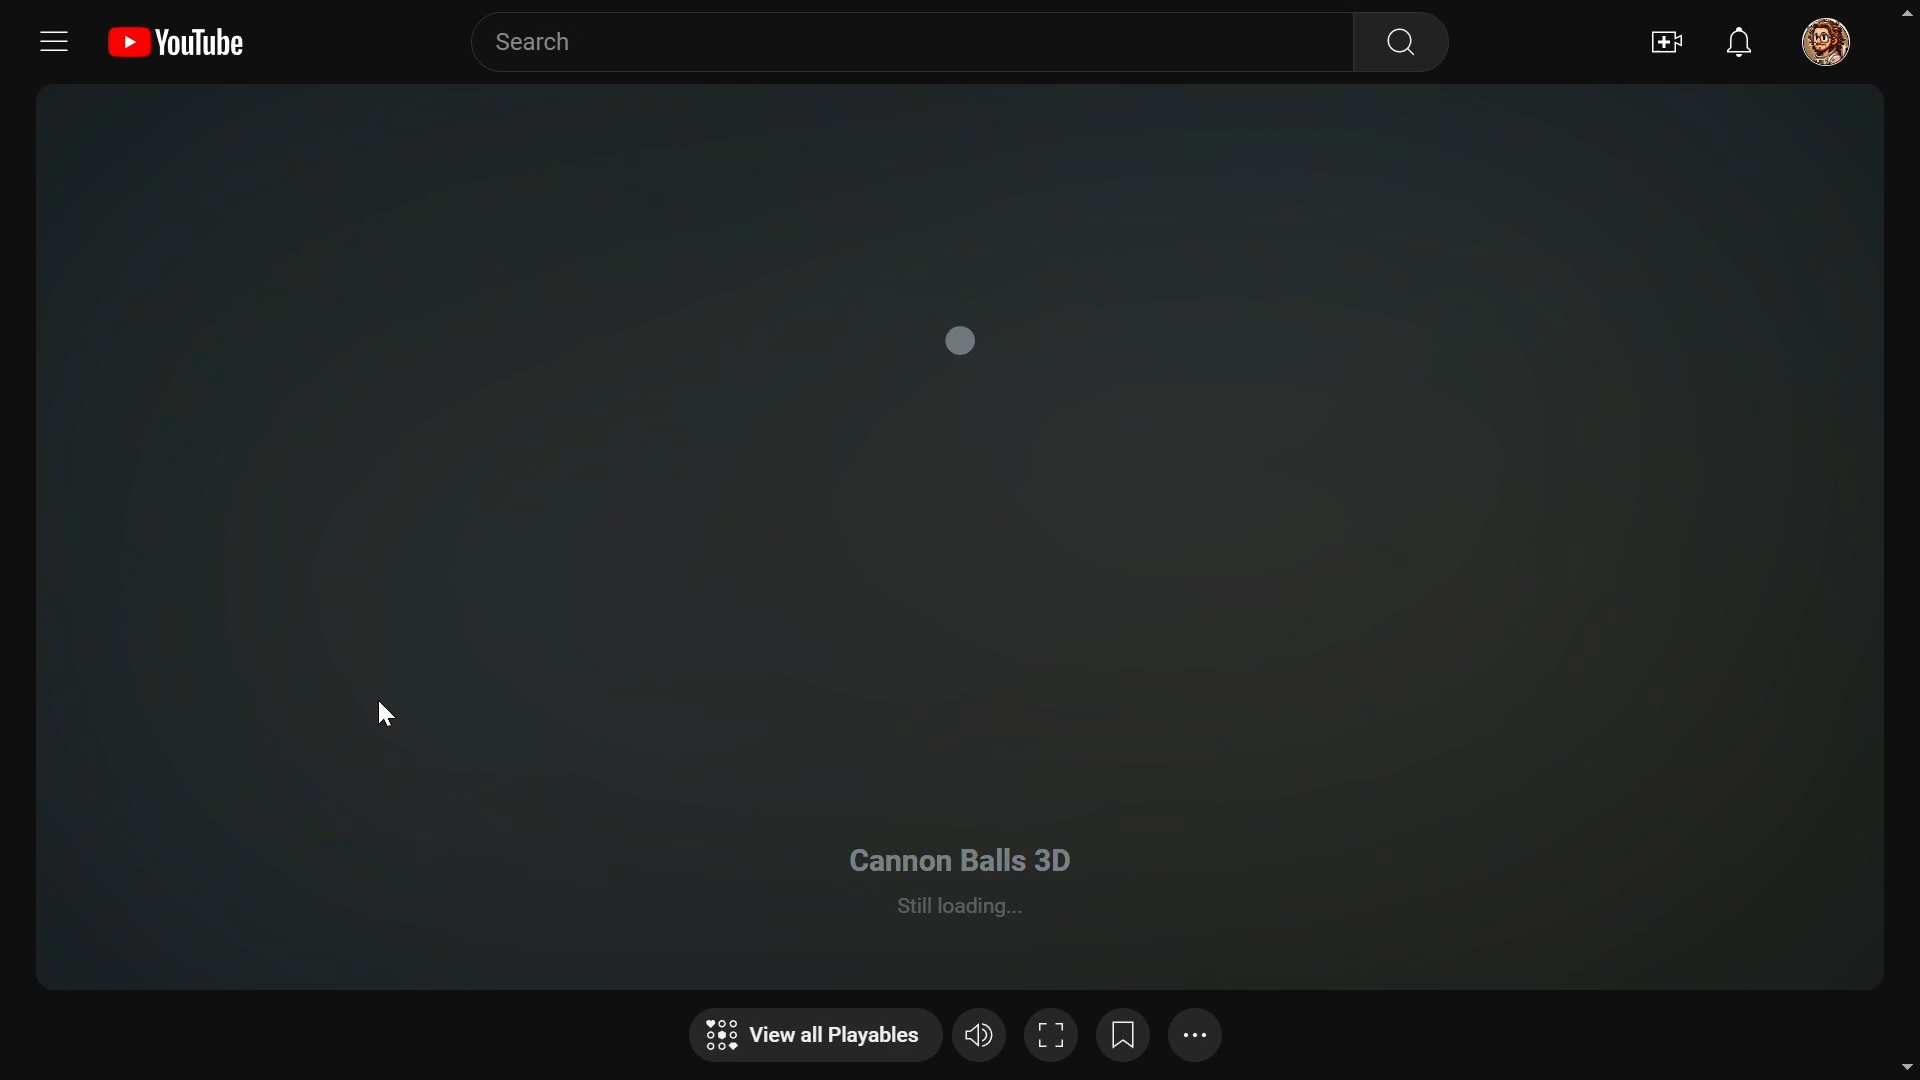 YouTube
Search
Cannon Balls 3D
Still loading...
View all Playables